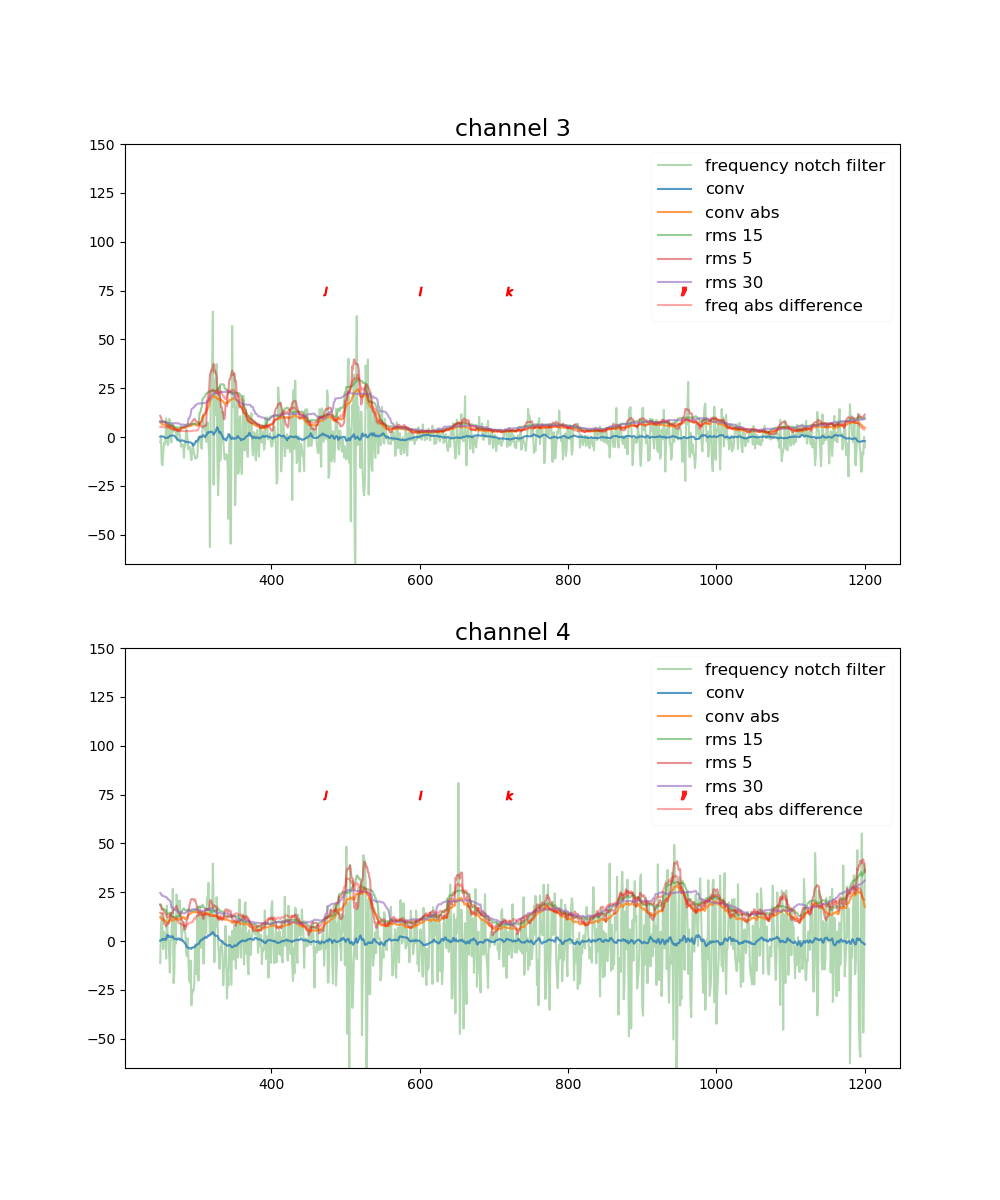 channel 3
150
125
100
75
50
25
0
−25
−50
frequency notch filter
conv
conv abs
rms 15
rms 5
rms 30
freq abs difference
J l k
400 600 800 1000 1200
channel 4
150
125
100
75
50
25
0
−25
−50
frequency notch filter
conv
conv abs
rms 15
rms 5
rms 30
freq abs difference
J l k
400 600 800 1000 1200